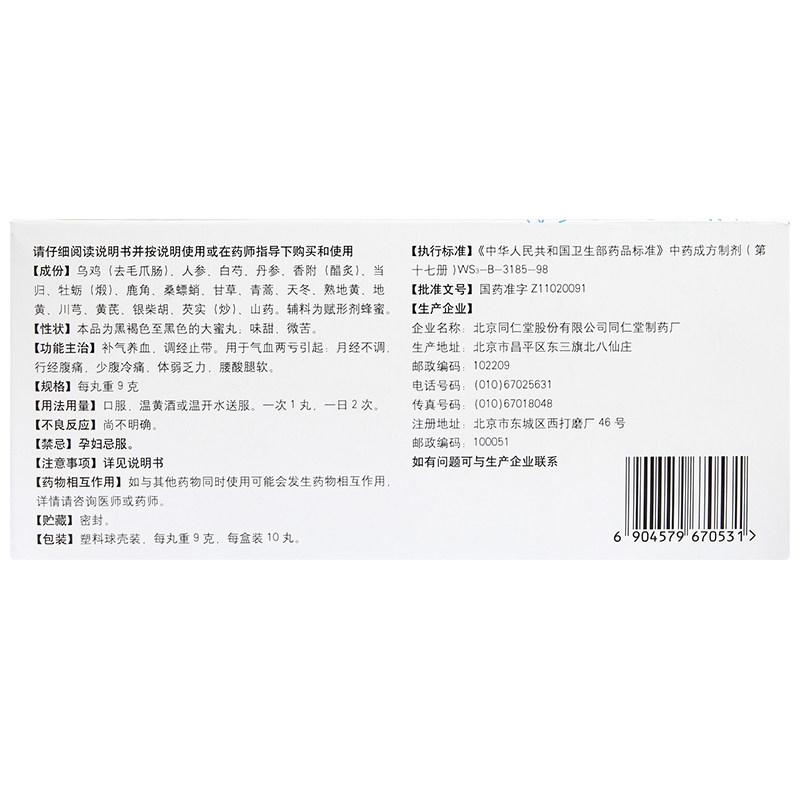 请仔细阅读说明书并按说明使用或在药师指导下购买和使用
【成份】乌鸡（去毛爪肠）、人参、白芍、丹参、香附（醋炙）、当
归、牡蛎（煅）、鹿角、桑螵蛸、甘草、青蒿、天冬、熟地黄、地
黄、川芎、黄芪、银柴胡、芡实（炒）、山药。辅料为赋形剂蜂蜜。
【性状】本品为黑褐色至黑色的大蜜丸；味甜、微苦。
【功能主治】补气养血，调经止带。用于气血两亏引起：月经不调，
行经腹痛，少腹冷痛，体弱乏力，腰酸腿软。
【规格】每丸重9克
【用法用量】口服，温黄酒或温开水送服。一次1丸，一日2次。
【不良反应】尚不明确。
【禁忌】孕妇忌服。
【注意事项】详见说明书
【药物相互作用】如与其他药物同时使用可能会发生药物相互作用，
详情请咨询医师或药师。
【贮藏】密封。
【包装】塑料球壳装，每丸重9克，每盒装10丸。
【执行标准】《中华人民共和国卫生部药品标准》中药成方制剂（第
十七册）WS₃-B-3185-98
【批准文号】国药准字Z11020091
【生产企业】
企业名称：北京同仁堂股份有限公司同仁堂制药厂
生产地址：北京市昌平区东三旗北八仙庄
邮政编码：102209
电话号码：(010)67025631
传真号码：(010)67018048
注册地址：北京市东城区西打磨厂46号
邮政编码：100051
如有问题可与生产企业联系
6 904579 670531